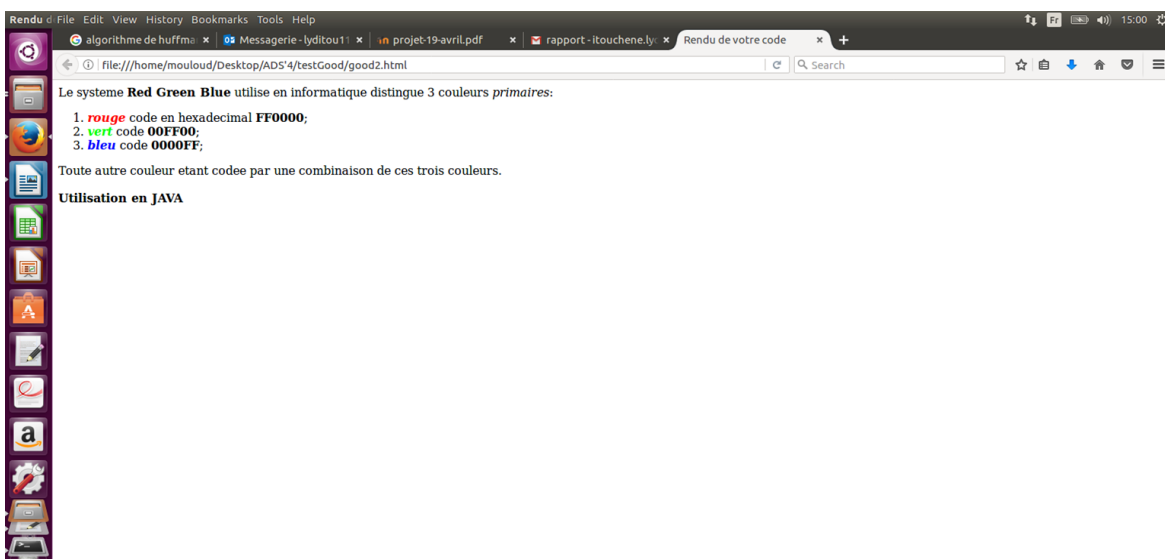 Rendu d File Edit View History Bookmarks Tools Help Fr 15:00
algorithme de huffma Messagerie - lyditou11 projet-19-avril.pdf rapport - itouchene.ly Rendu de votre code
file:///home/mouloud/Desktop/ADS'4/testGood/good2.html Search
Le systeme Red Green Blue utilise en informatique distingue 3 couleurs primaires:
1. rouge code en hexadecimal FF0000;
2. vert code 00FF00;
3. bleu code 0000FF;
Toute autre couleur etant codee par une combinaison de ces trois couleurs.
Utilisation en JAVA